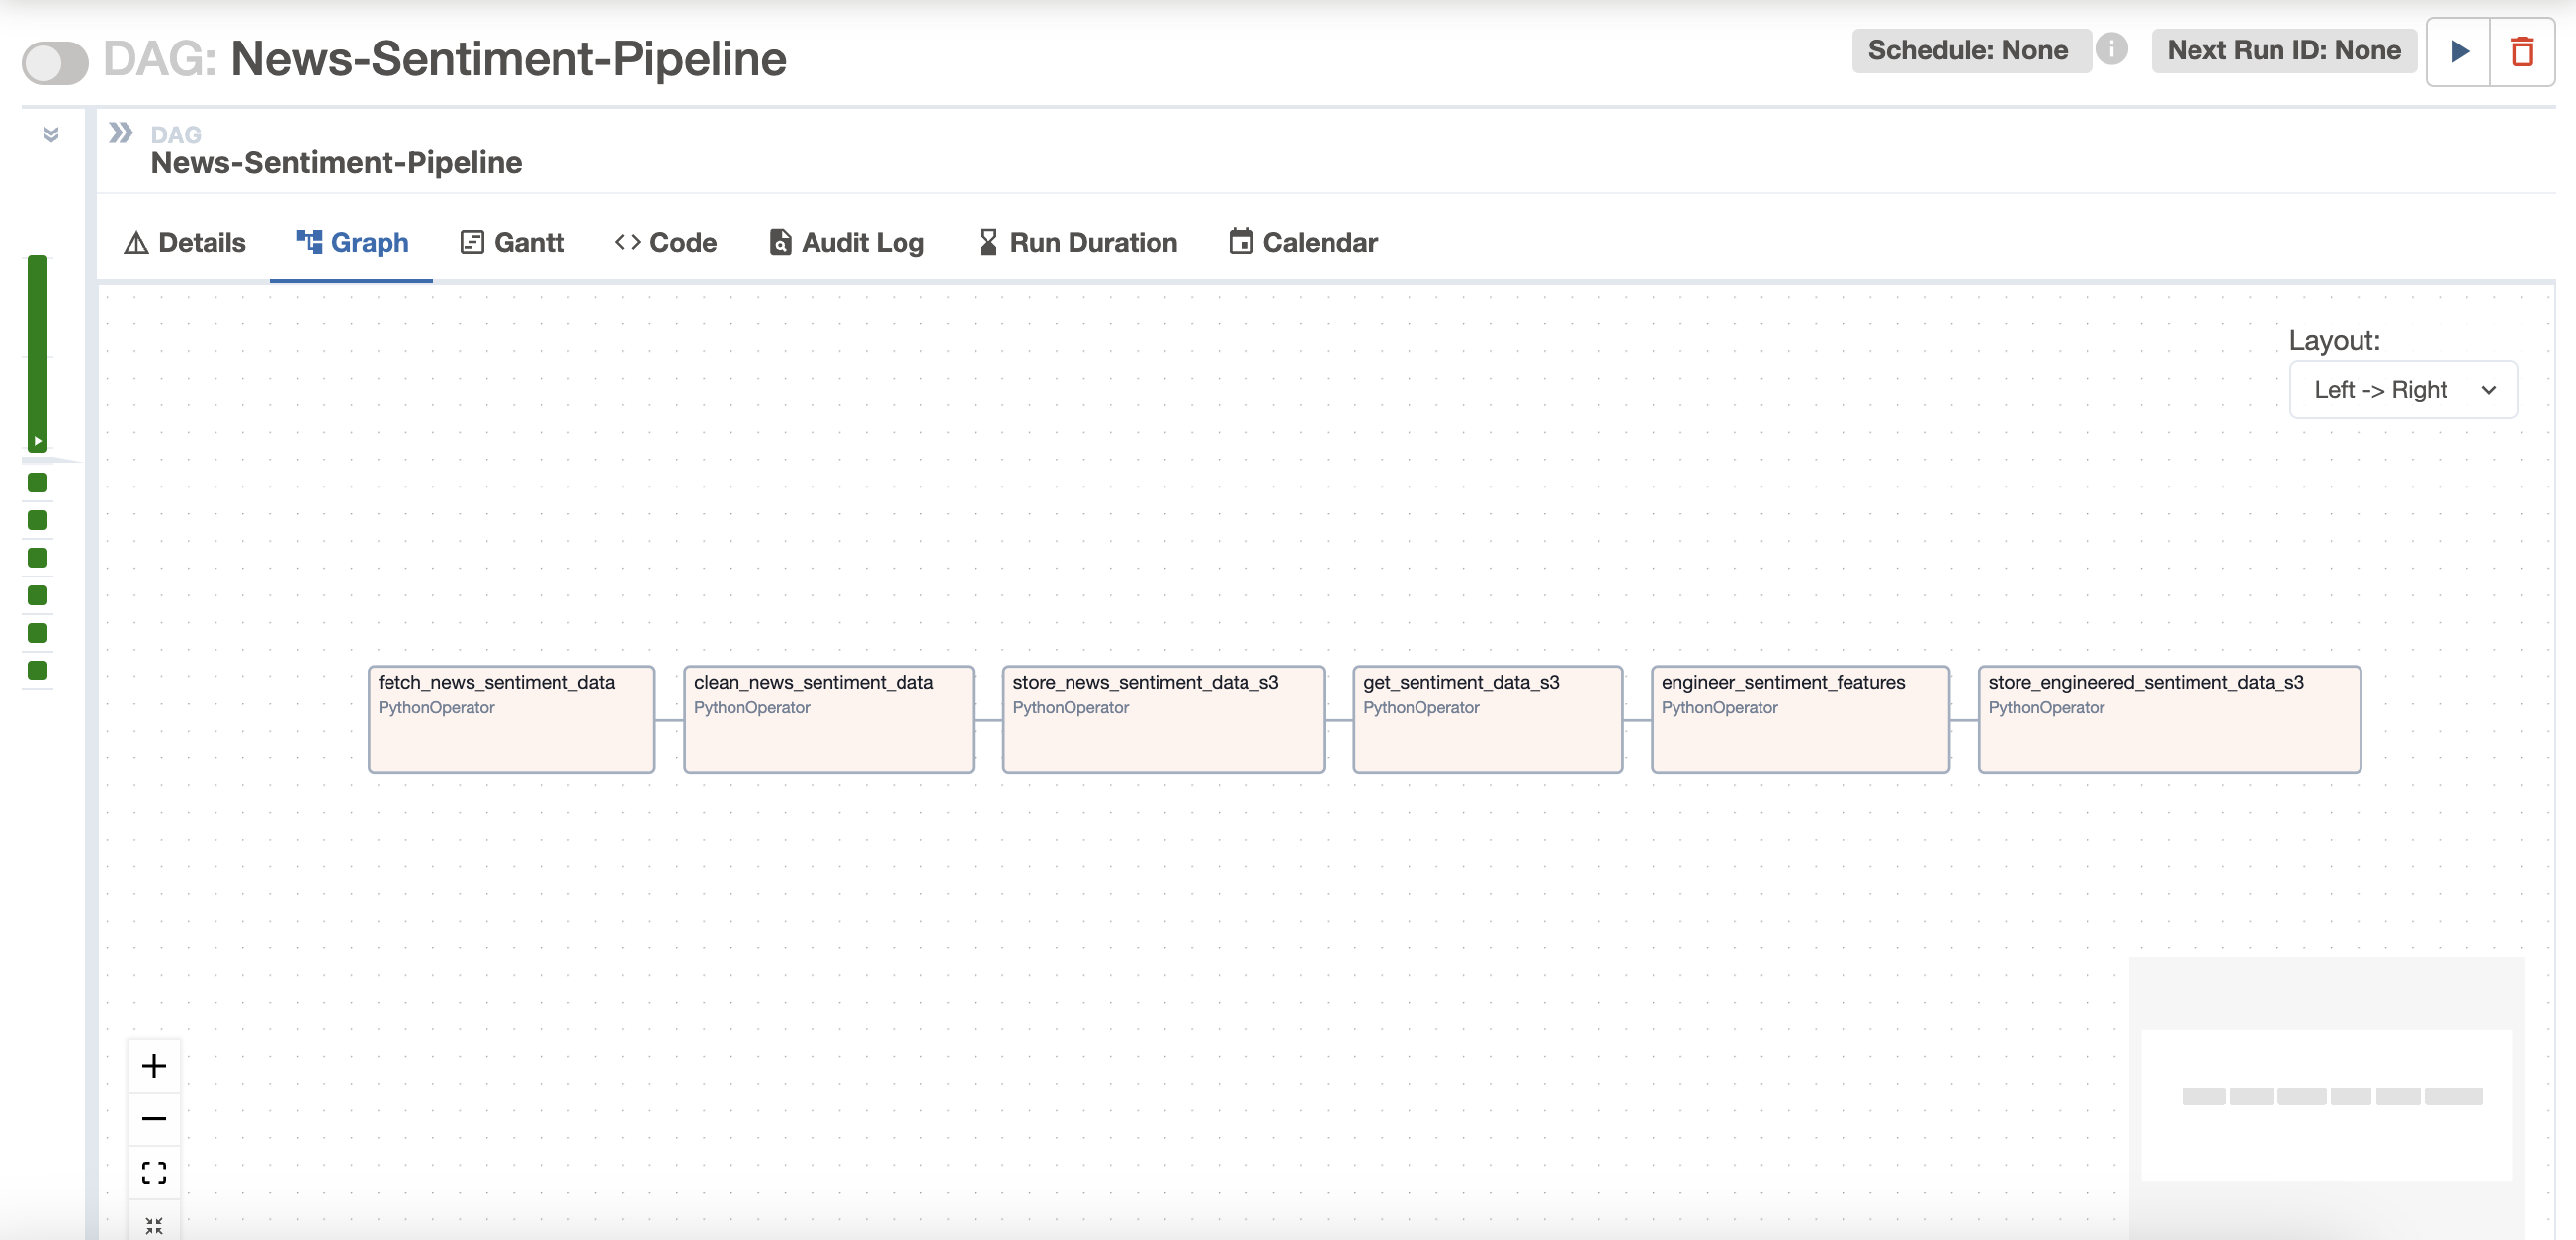 DAG: News-Sentiment-Pipeline
Schedule: None
Next Run ID: None
DAG
News-Sentiment-Pipeline
Details
Graph
Gantt
Code
Audit Log
Run Duration
Calendar
Layout:
Left -> Right
fetch_news_sentiment_data
PythonOperator
clean_news_sentiment_data
PythonOperator
store_news_sentiment_data_s3
PythonOperator
get_sentiment_data_s3
PythonOperator
engineer_sentiment_features
PythonOperator
store_engineered_sentiment_data_s3
PythonOperator